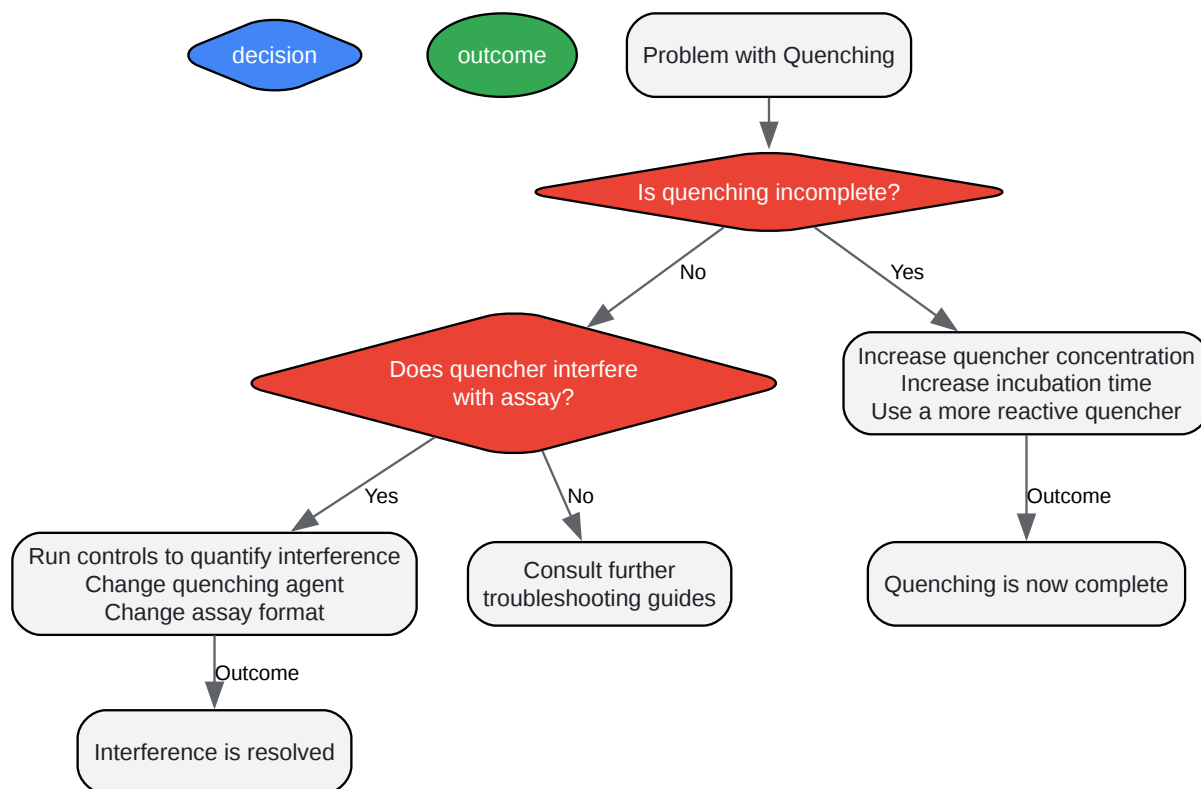 decision
outcome
Problem with Quenching
Is quenching incomplete?
No
Yes
Does quencher interfere
with assay?
Increase quencher concentration
Increase incubation time
Use a more reactive quencher
Yes
No
Outcome
Run controls to quantify interference
Change quenching agent
Change assay format
Consult further
troubleshooting guides
Quenching is now complete
Outcome
Interference is resolved